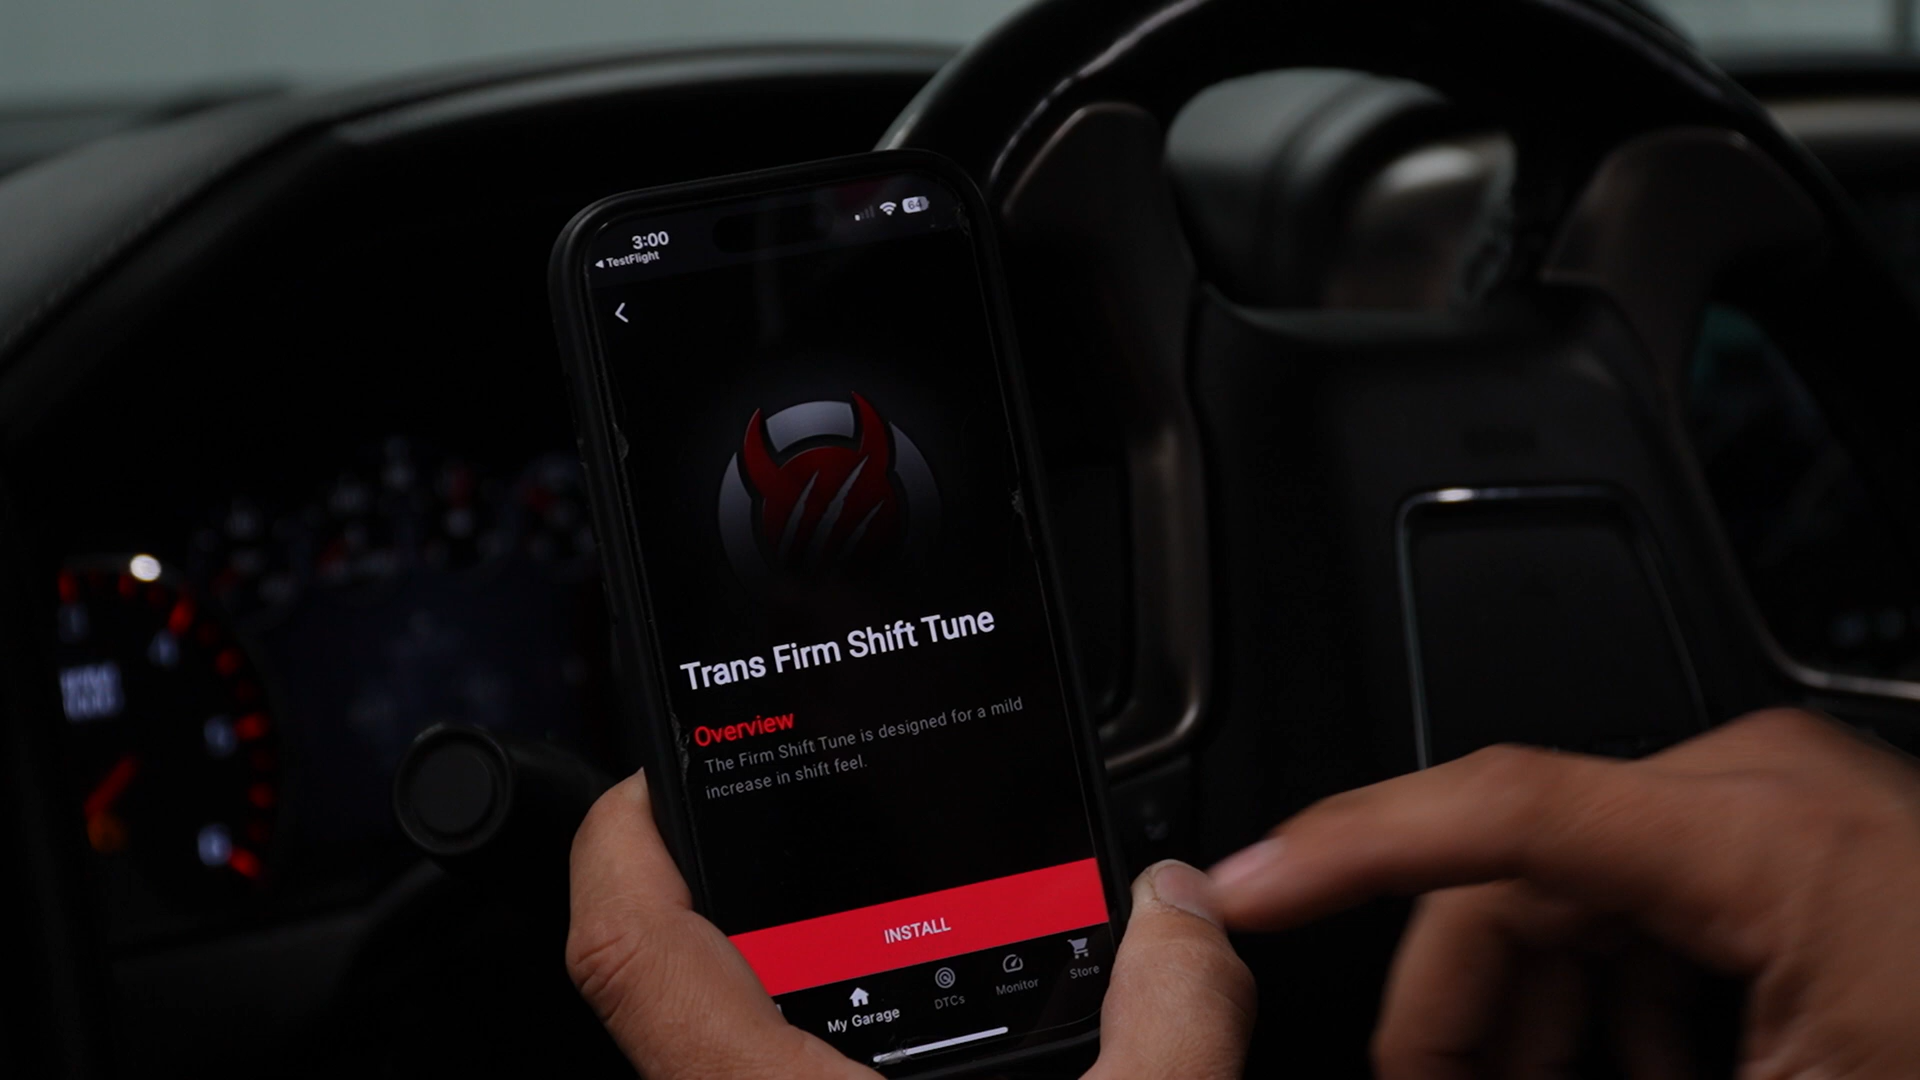 3:00
64
◀ TestFlight
Trans Firm Shift Tune
Overview
The Firm Shift Tune is designed for a mild
increase in shift feel.
INSTALL
My Garage
DTCs
Monitor
Store